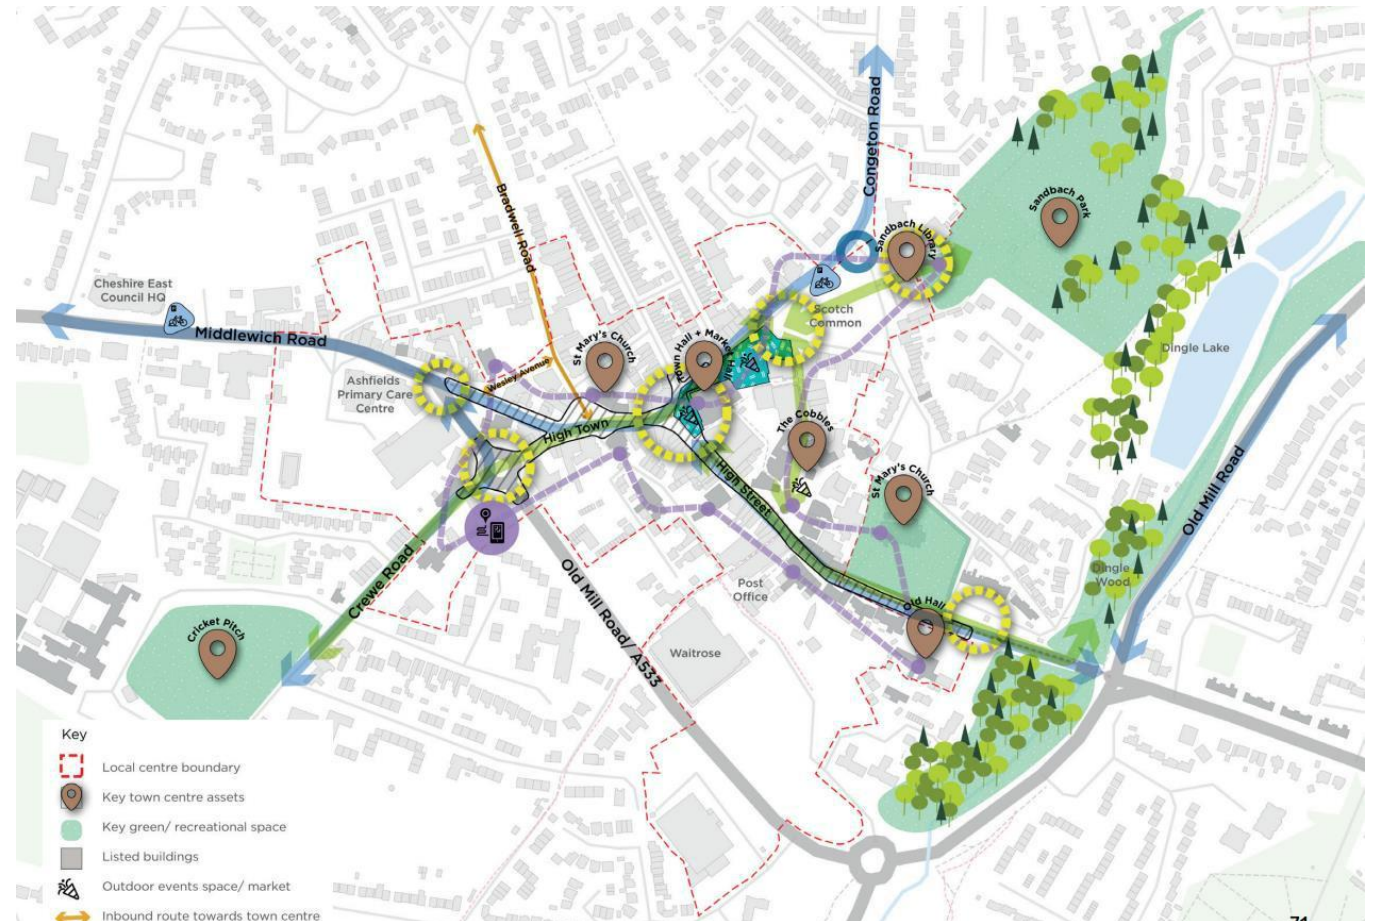 Congeton Road
Bradwell Road
Sandbach Park
Sandbach Library
Cheshire East
Council HQ
Middlewich Road
Scotch
Common
Dingle Lake
St Mary's Church
Town Hall + Market Hall
Wesley Avenue
Ashfields
Primary Care
Centre
High Town
The Cobbles
High Street
St Mary's Church
Old Mill Road
Crewe Road
Old Mill Road/ A533
Post
Office
Dingle
Wood
Old Hall
Cricket Pitch
Waitrose
Key
Local centre boundary
Key town centre assets
Key green/ recreational space
Listed buildings
Outdoor events space/ market
Inbound route towards town centre
71